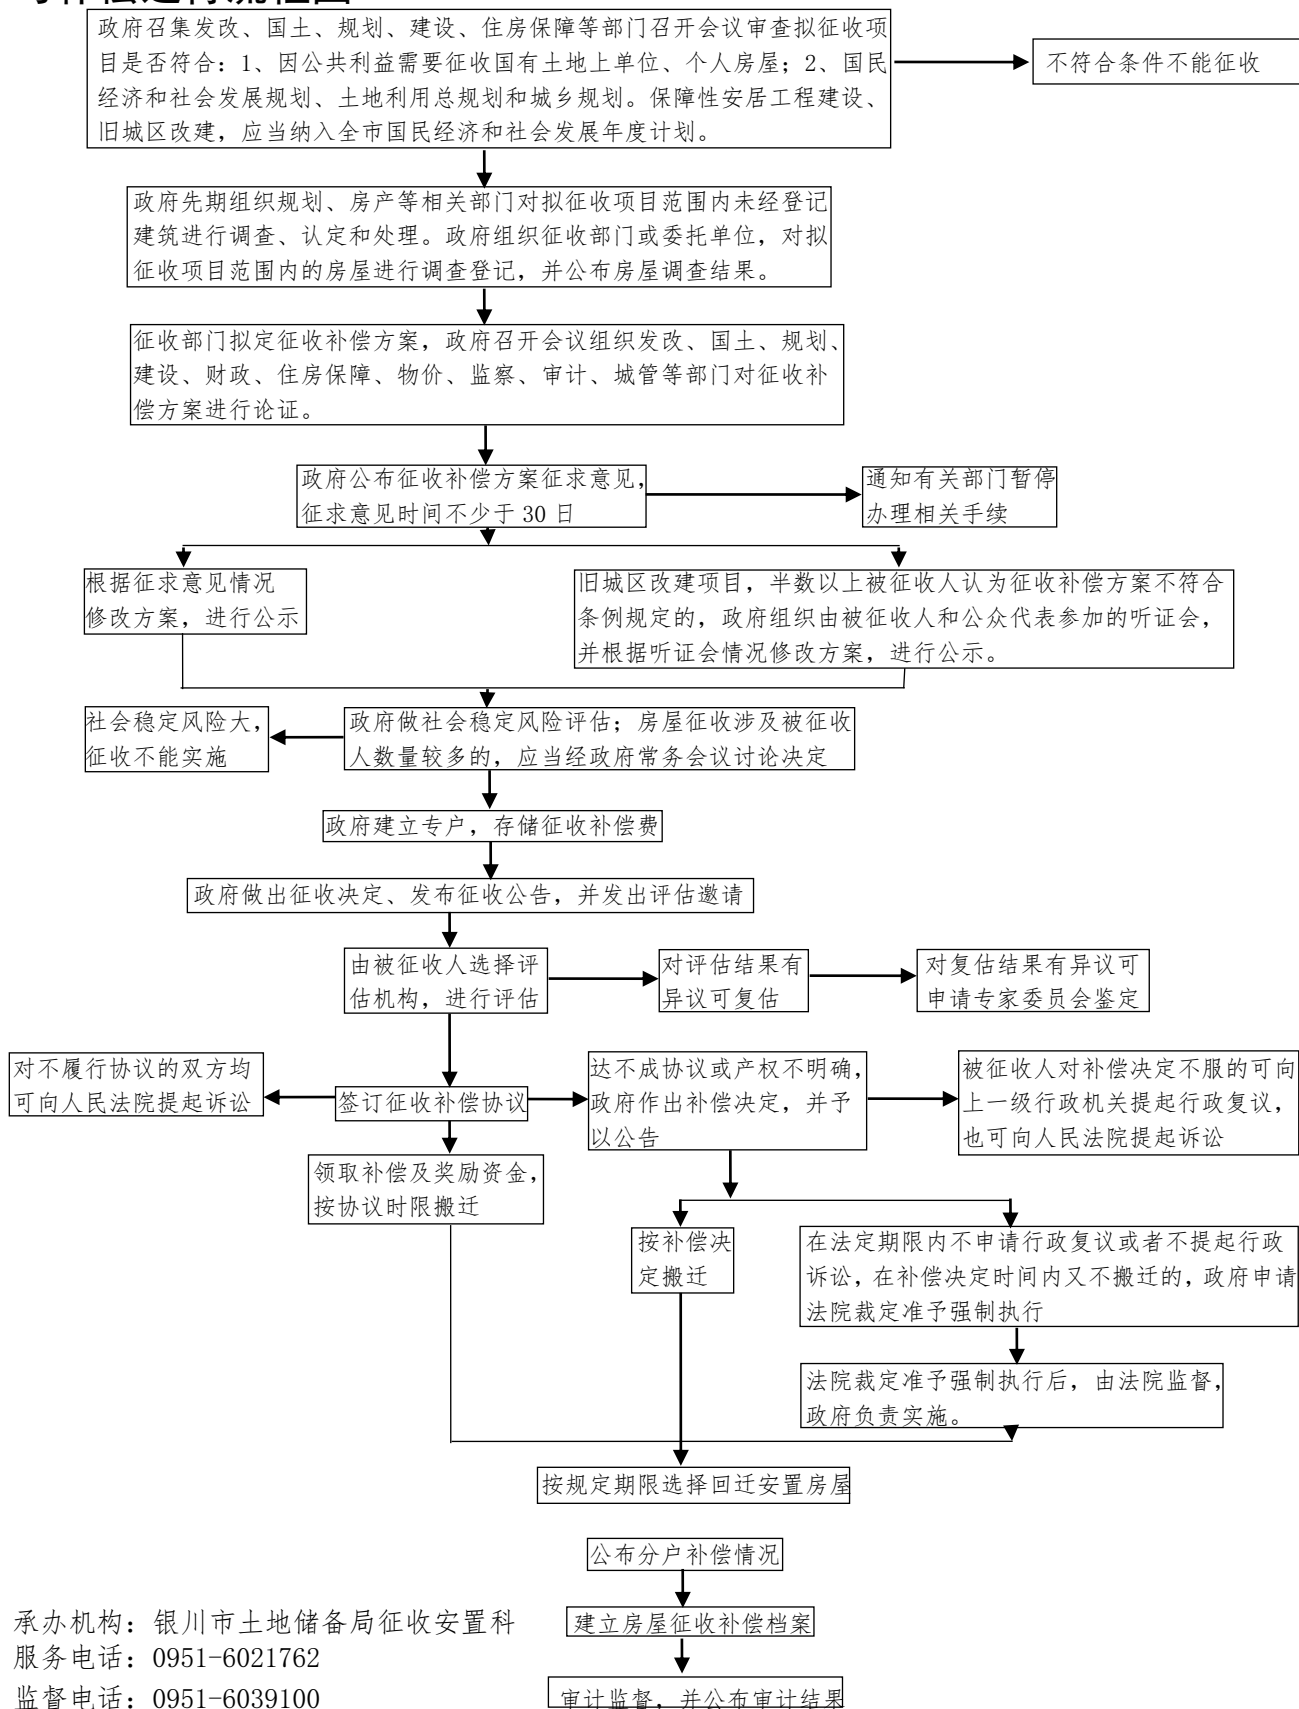 与补偿运行流程图
政府召集发改、国土、规划、建设、住房保障等部门召开会议审查拟征收项
目是否符合：1、因公共利益需要征收国有土地上单位、个人房屋；2、国民
经济和社会发展规划、土地利用总规划和城乡规划。保障性安居工程建设、
旧城区改建，应当纳入全市国民经济和社会发展年度计划。
不符合条件不能征收
政府先期组织规划、房产等相关部门对拟征收项目范围内未经登记
建筑进行调查、认定和处理。政府组织征收部门或委托单位，对拟
征收项目范围内的房屋进行调查登记，并公布房屋调查结果。
征收部门拟定征收补偿方案，政府召开会议组织发改、国土、规划、
建设、财政、住房保障、物价、监察、审计、城管等部门对征收补
偿方案进行论证。
政府公布征收补偿方案征求意见，
征求意见时间不少于 30 日
通知有关部门暂停
办理相关手续
根据征求意见情况
修改方案，进行公示
旧城区改建项目，半数以上被征收人认为征收补偿方案不符合
条例规定的，政府组织由被征收人和公众代表参加的听证会，
并根据听证会情况修改方案，进行公示。
社会稳定风险大，
征收不能实施
政府做社会稳定风险评估；房屋征收涉及被征收
人数量较多的，应当经政府常务会议讨论决定
政府建立专户，存储征收补偿费
政府做出征收决定、发布征收公告，并发出评估邀请
由被征收人选择评
估机构，进行评估
对评估结果有
异议可复估
对复估结果有异议可
申请专家委员会鉴定
对不履行协议的双方均
可向人民法院提起诉讼
签订征收补偿协议
达不成协议或产权不明确，
政府作出补偿决定，并予
以公告
被征收人对补偿决定不服的可向
上一级行政机关提起行政复议，
也可向人民法院提起诉讼
领取补偿及奖励资金，
按协议时限搬迁
按补偿决
定搬迁
在法定期限内不申请行政复议或者不提起行政
诉讼，在补偿决定时间内又不搬迁的，政府申请
法院裁定准予强制执行
法院裁定准予强制执行后，由法院监督，
政府负责实施。
按规定期限选择回迁安置房屋
公布分户补偿情况
建立房屋征收补偿档案
审计监督，并公布审计结果
承办机构：银川市土地储备局征收安置科
服务电话：0951-6021762
监督电话：0951-6039100